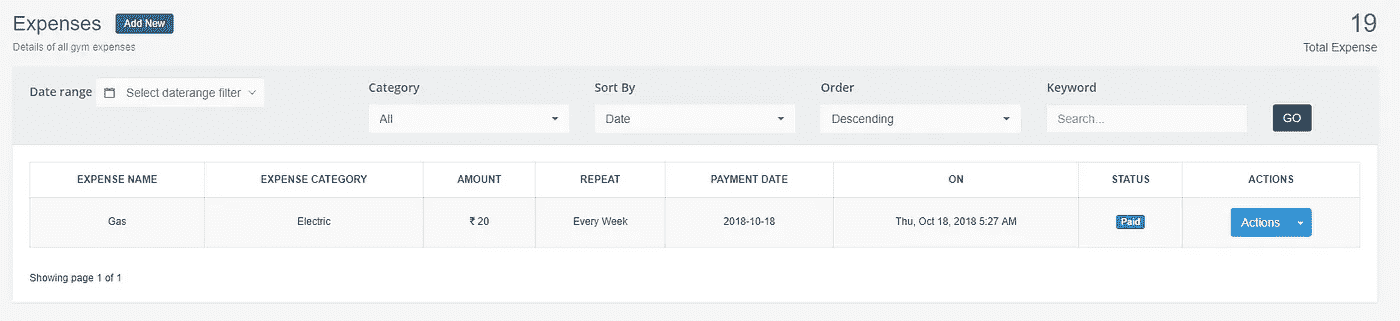 Expenses Add New
Details of all gym expenses
19
Total Expense
Date range Select daterange filter
Category
All
Sort By
Date
Order
Descending
Keyword
Search...
GO
EXPENSE NAME EXPENSE CATEGORY AMOUNT REPEAT PAYMENT DATE ON STATUS ACTIONS
Gas Electric ₹ 20 Every Week 2018-10-18 Thu, Oct 18, 2018 5:27 AM Paid Actions
Showing page 1 of 1